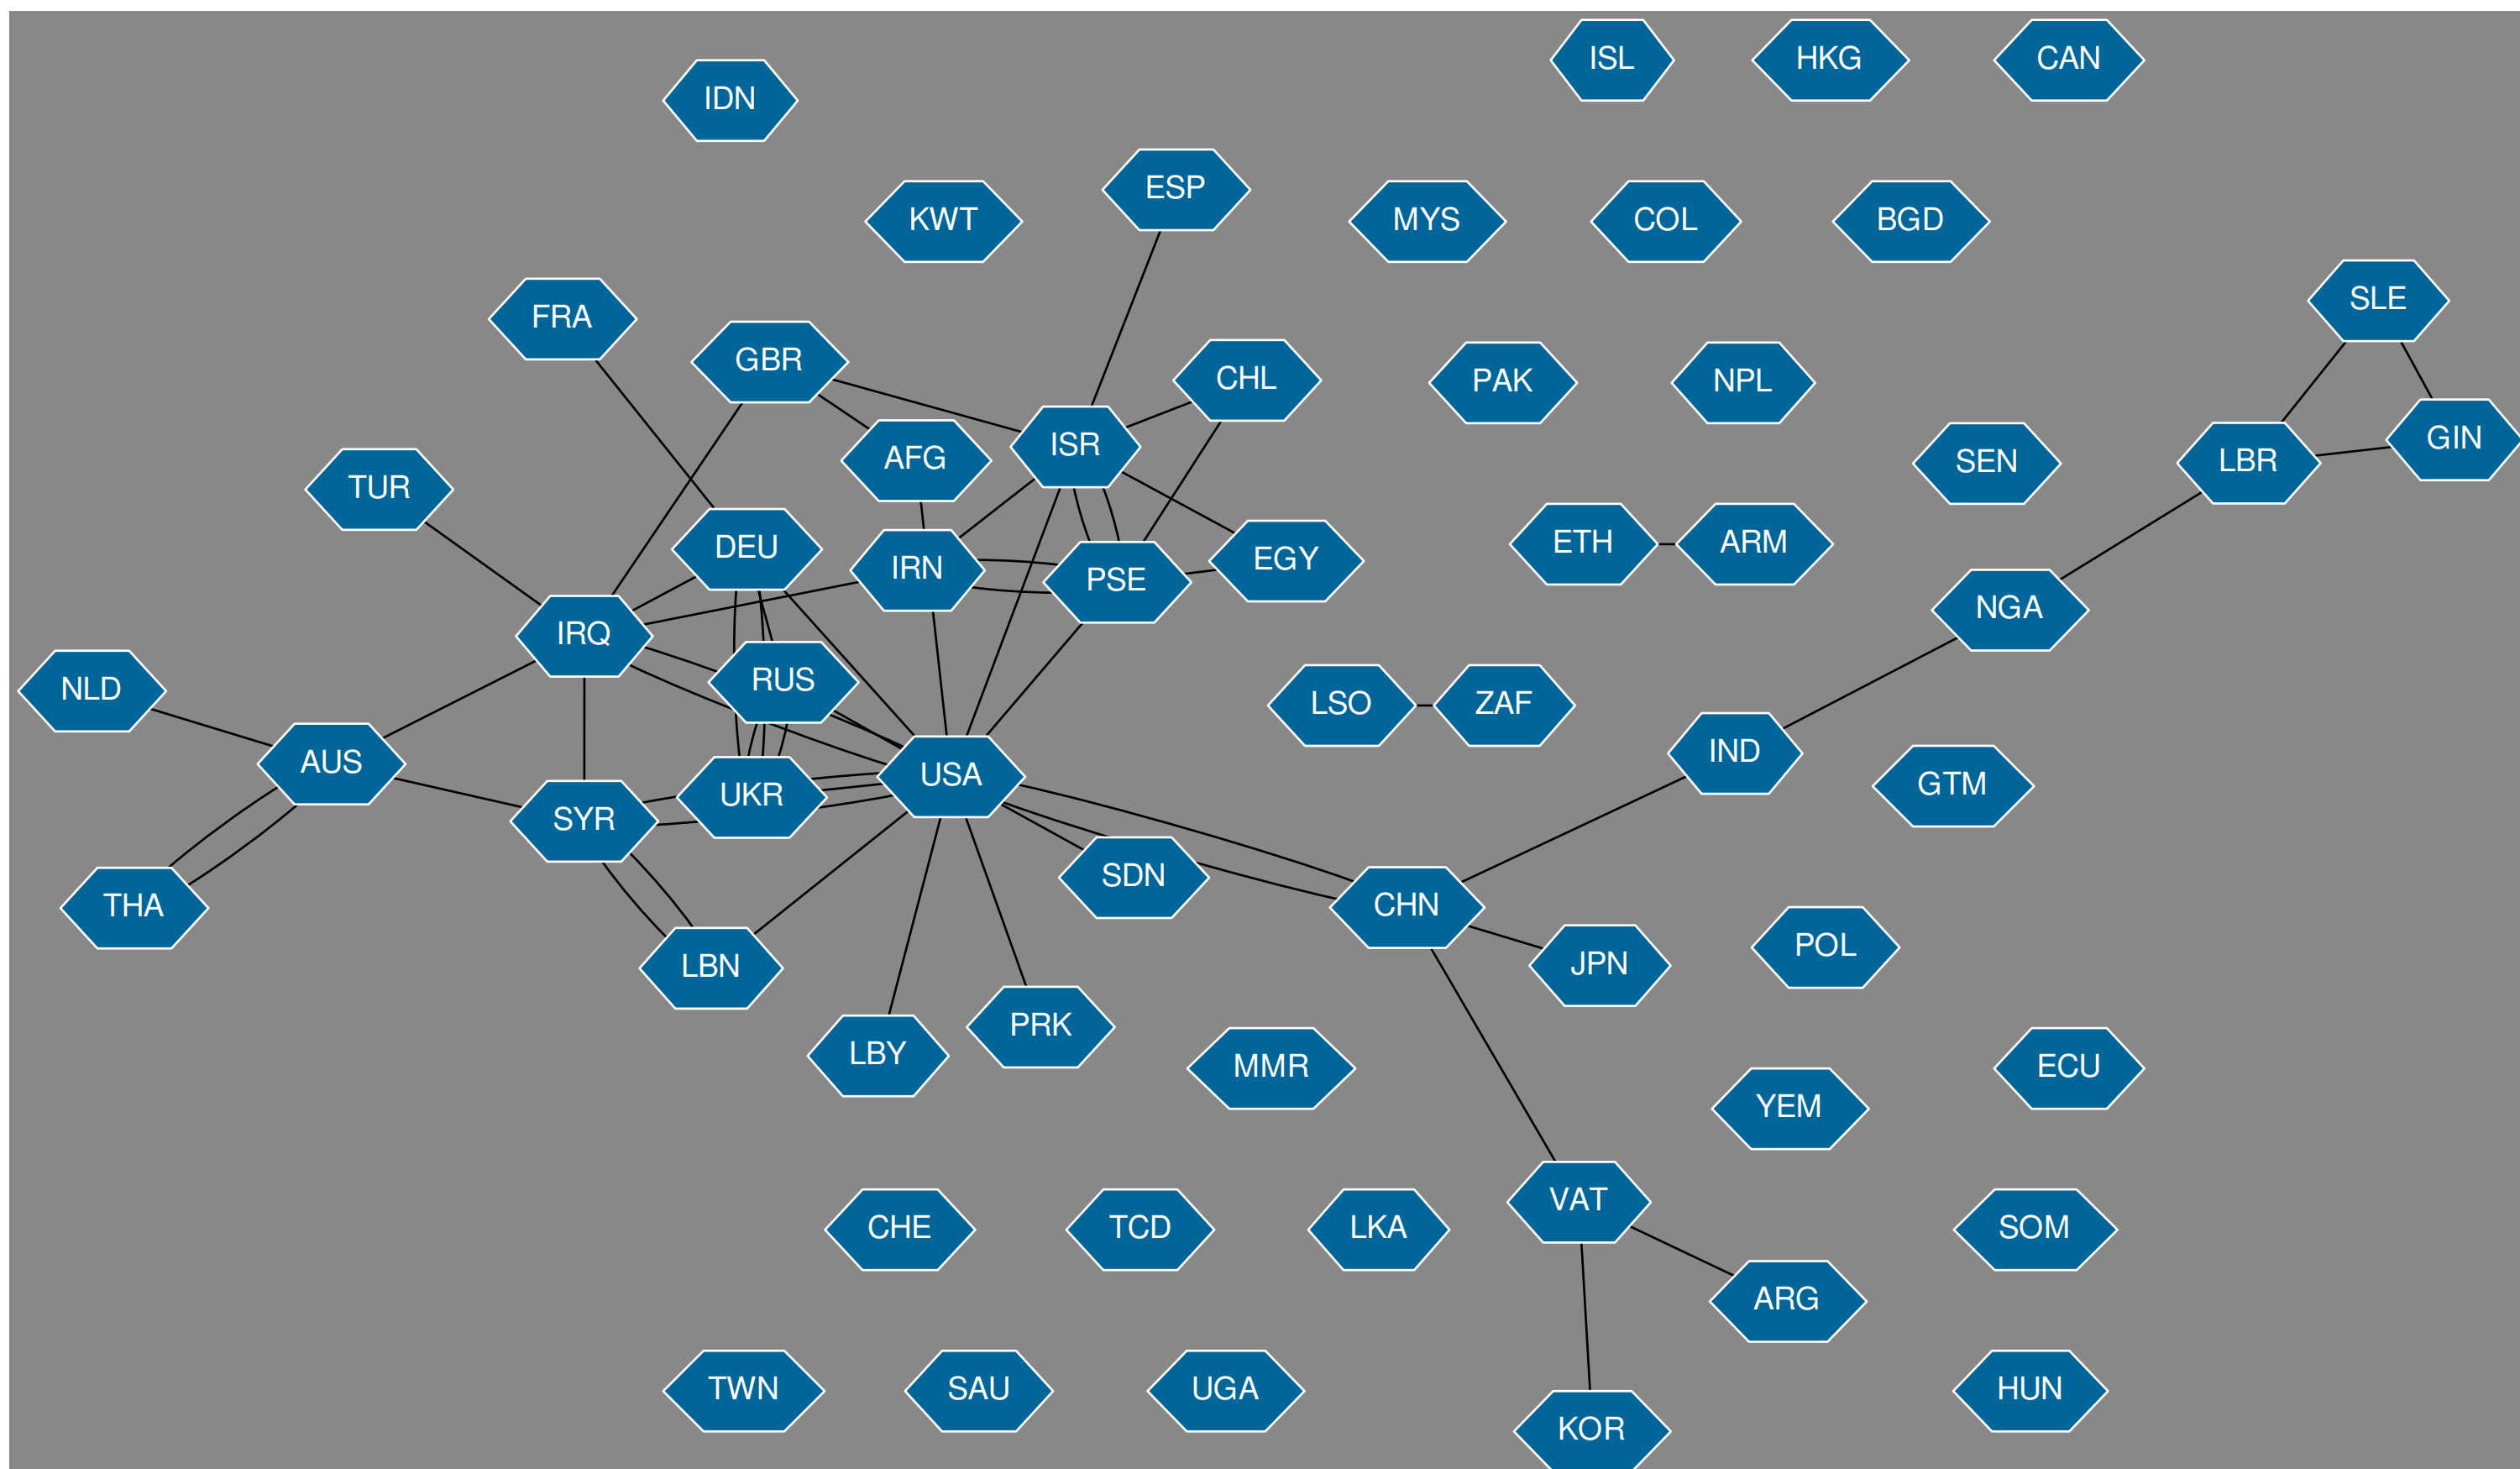 ISL
HKG
CAN
IDN
ESP
KWT
MYS
COL
BGD
SLE
FRA
GBR
CHL
PAK
NPL
GIN
ISR
AFG
SEN
LBR
TUR
DEU
ETH
ARM
EGY
IRN
PSE
NGA
IRQ
RUS
NLD
LSO
ZAF
IND
AUS
USA
GTM
UKR
SYR
SDN
THA
CHN
POL
JPN
LBN
PRK
LBY
MMR
ECU
YEM
VAT
CHE
TCD
LKA
SOM
ARG
TWN
SAU
UGA
HUN
KOR